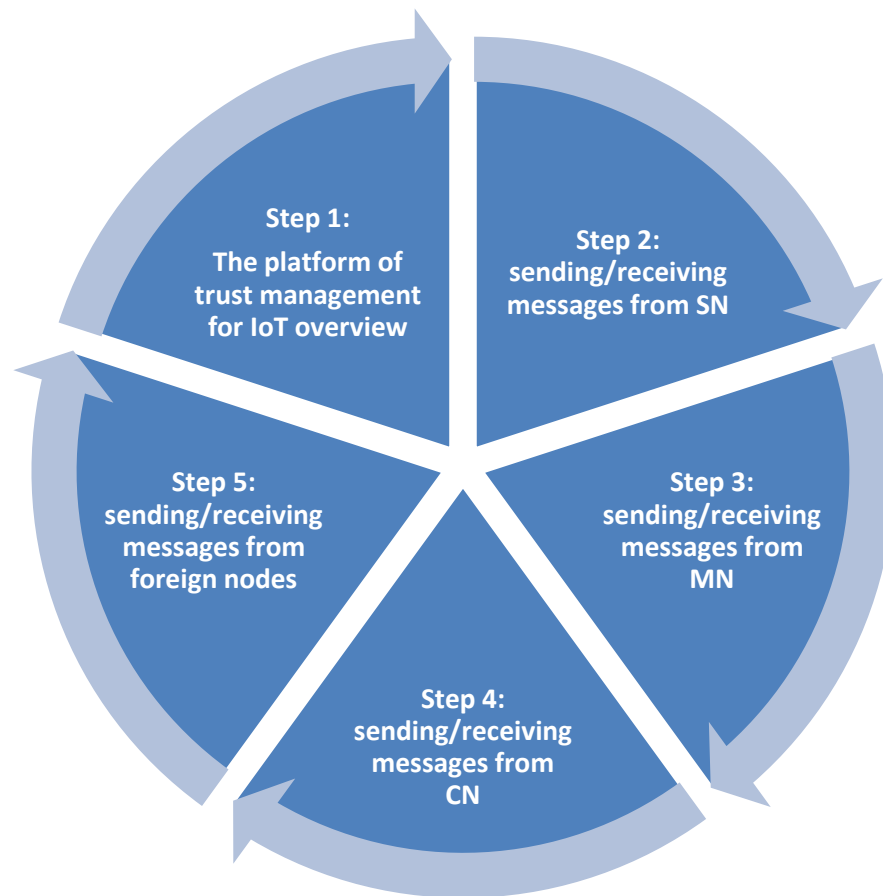 Step 1:
The platform of
trust management
for IoT overview
Step 2:
sending/receiving
messages from SN
Step 3:
sending/receiving
messages from
MN
Step 4:
sending/receiving
messages from
CN
Step 5:
sending/receiving
messages from
foreign nodes